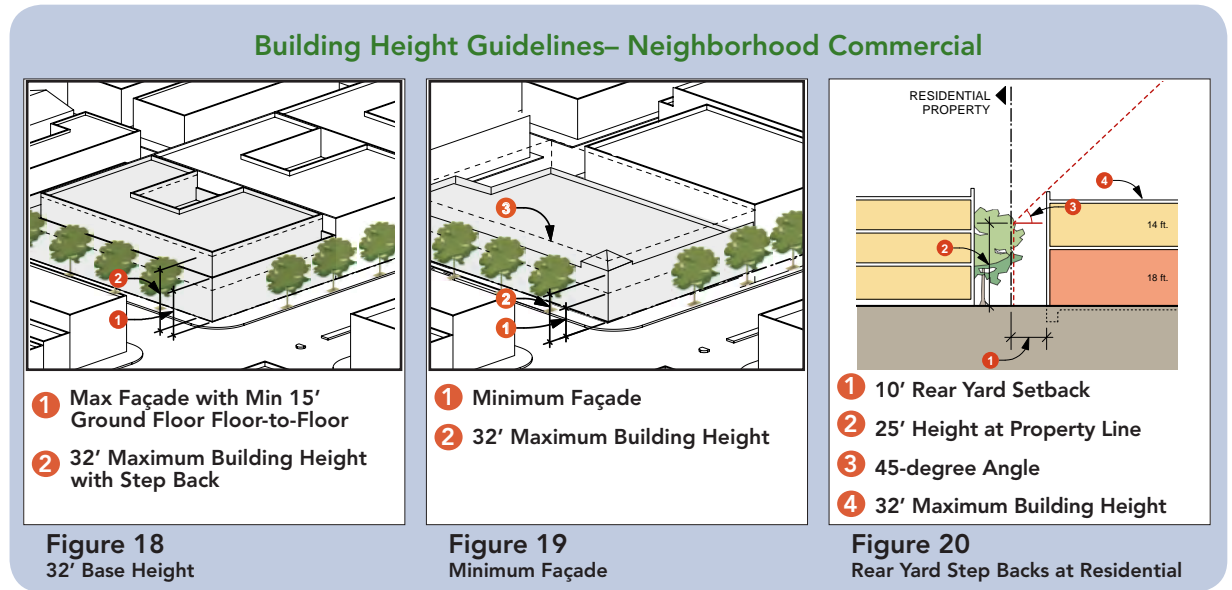 Building Height Guidelines– Neighborhood Commercial
2
1
1 Max Façade with Min 15’
Ground Floor Floor-to-Floor
2 32’ Maximum Building Height
with Step Back
Figure 18
32’ Base Height
3
2
1
1 Minimum Façade
2 32’ Maximum Building Height
Figure 19
Minimum Façade
RESIDENTIAL
PROPERTY
4
3
14 ft.
2
18 ft.
1
1 10’ Rear Yard Setback
2 25’ Height at Property Line
3 45-degree Angle
4 32’ Maximum Building Height
Figure 20
Rear Yard Step Backs at Residential